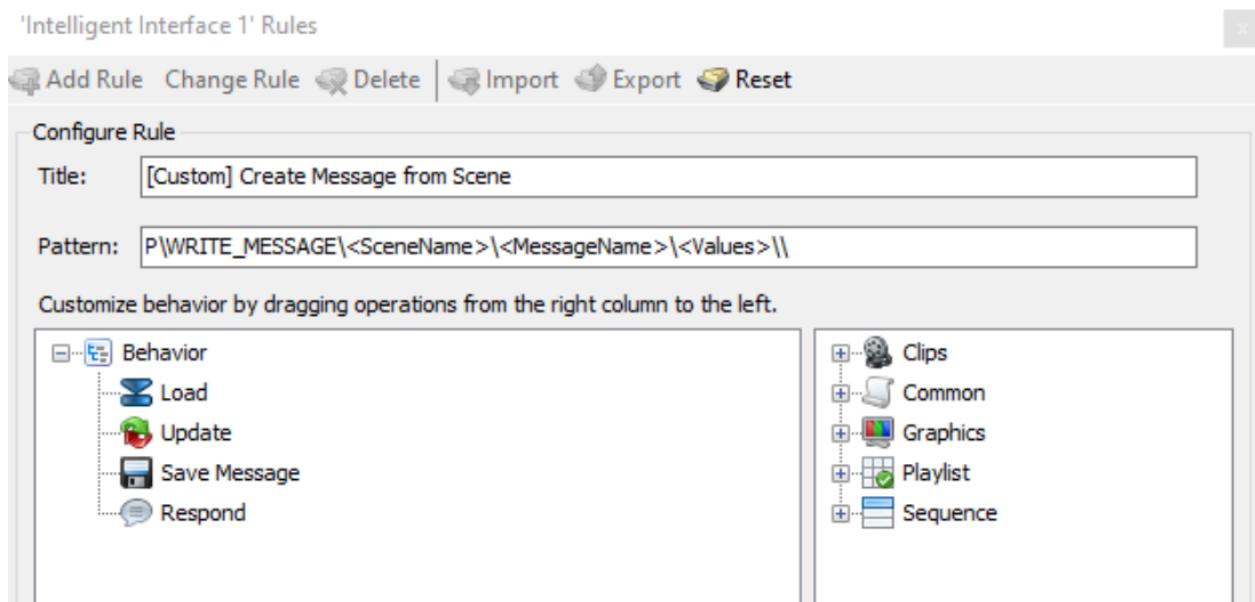 'Intelligent Interface 1' Rules
x
Add Rule Change Rule Delete Import Export Reset
Configure Rule
Title: [Custom] Create Message from Scene
Pattern: P\WRITE_MESSAGE\<SceneName>\<MessageName>\<Values>\\
Customize behavior by dragging operations from the right column to the left.
Behavior
Load
Update
Save Message
Respond
Clips
Common
Graphics
Playlist
Sequence